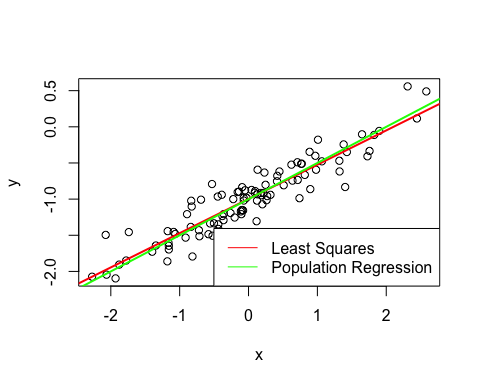 0.5
0.0
-1.0
-2.0
y
Least Squares
Population Regression
-2 -1 0 1 2
x